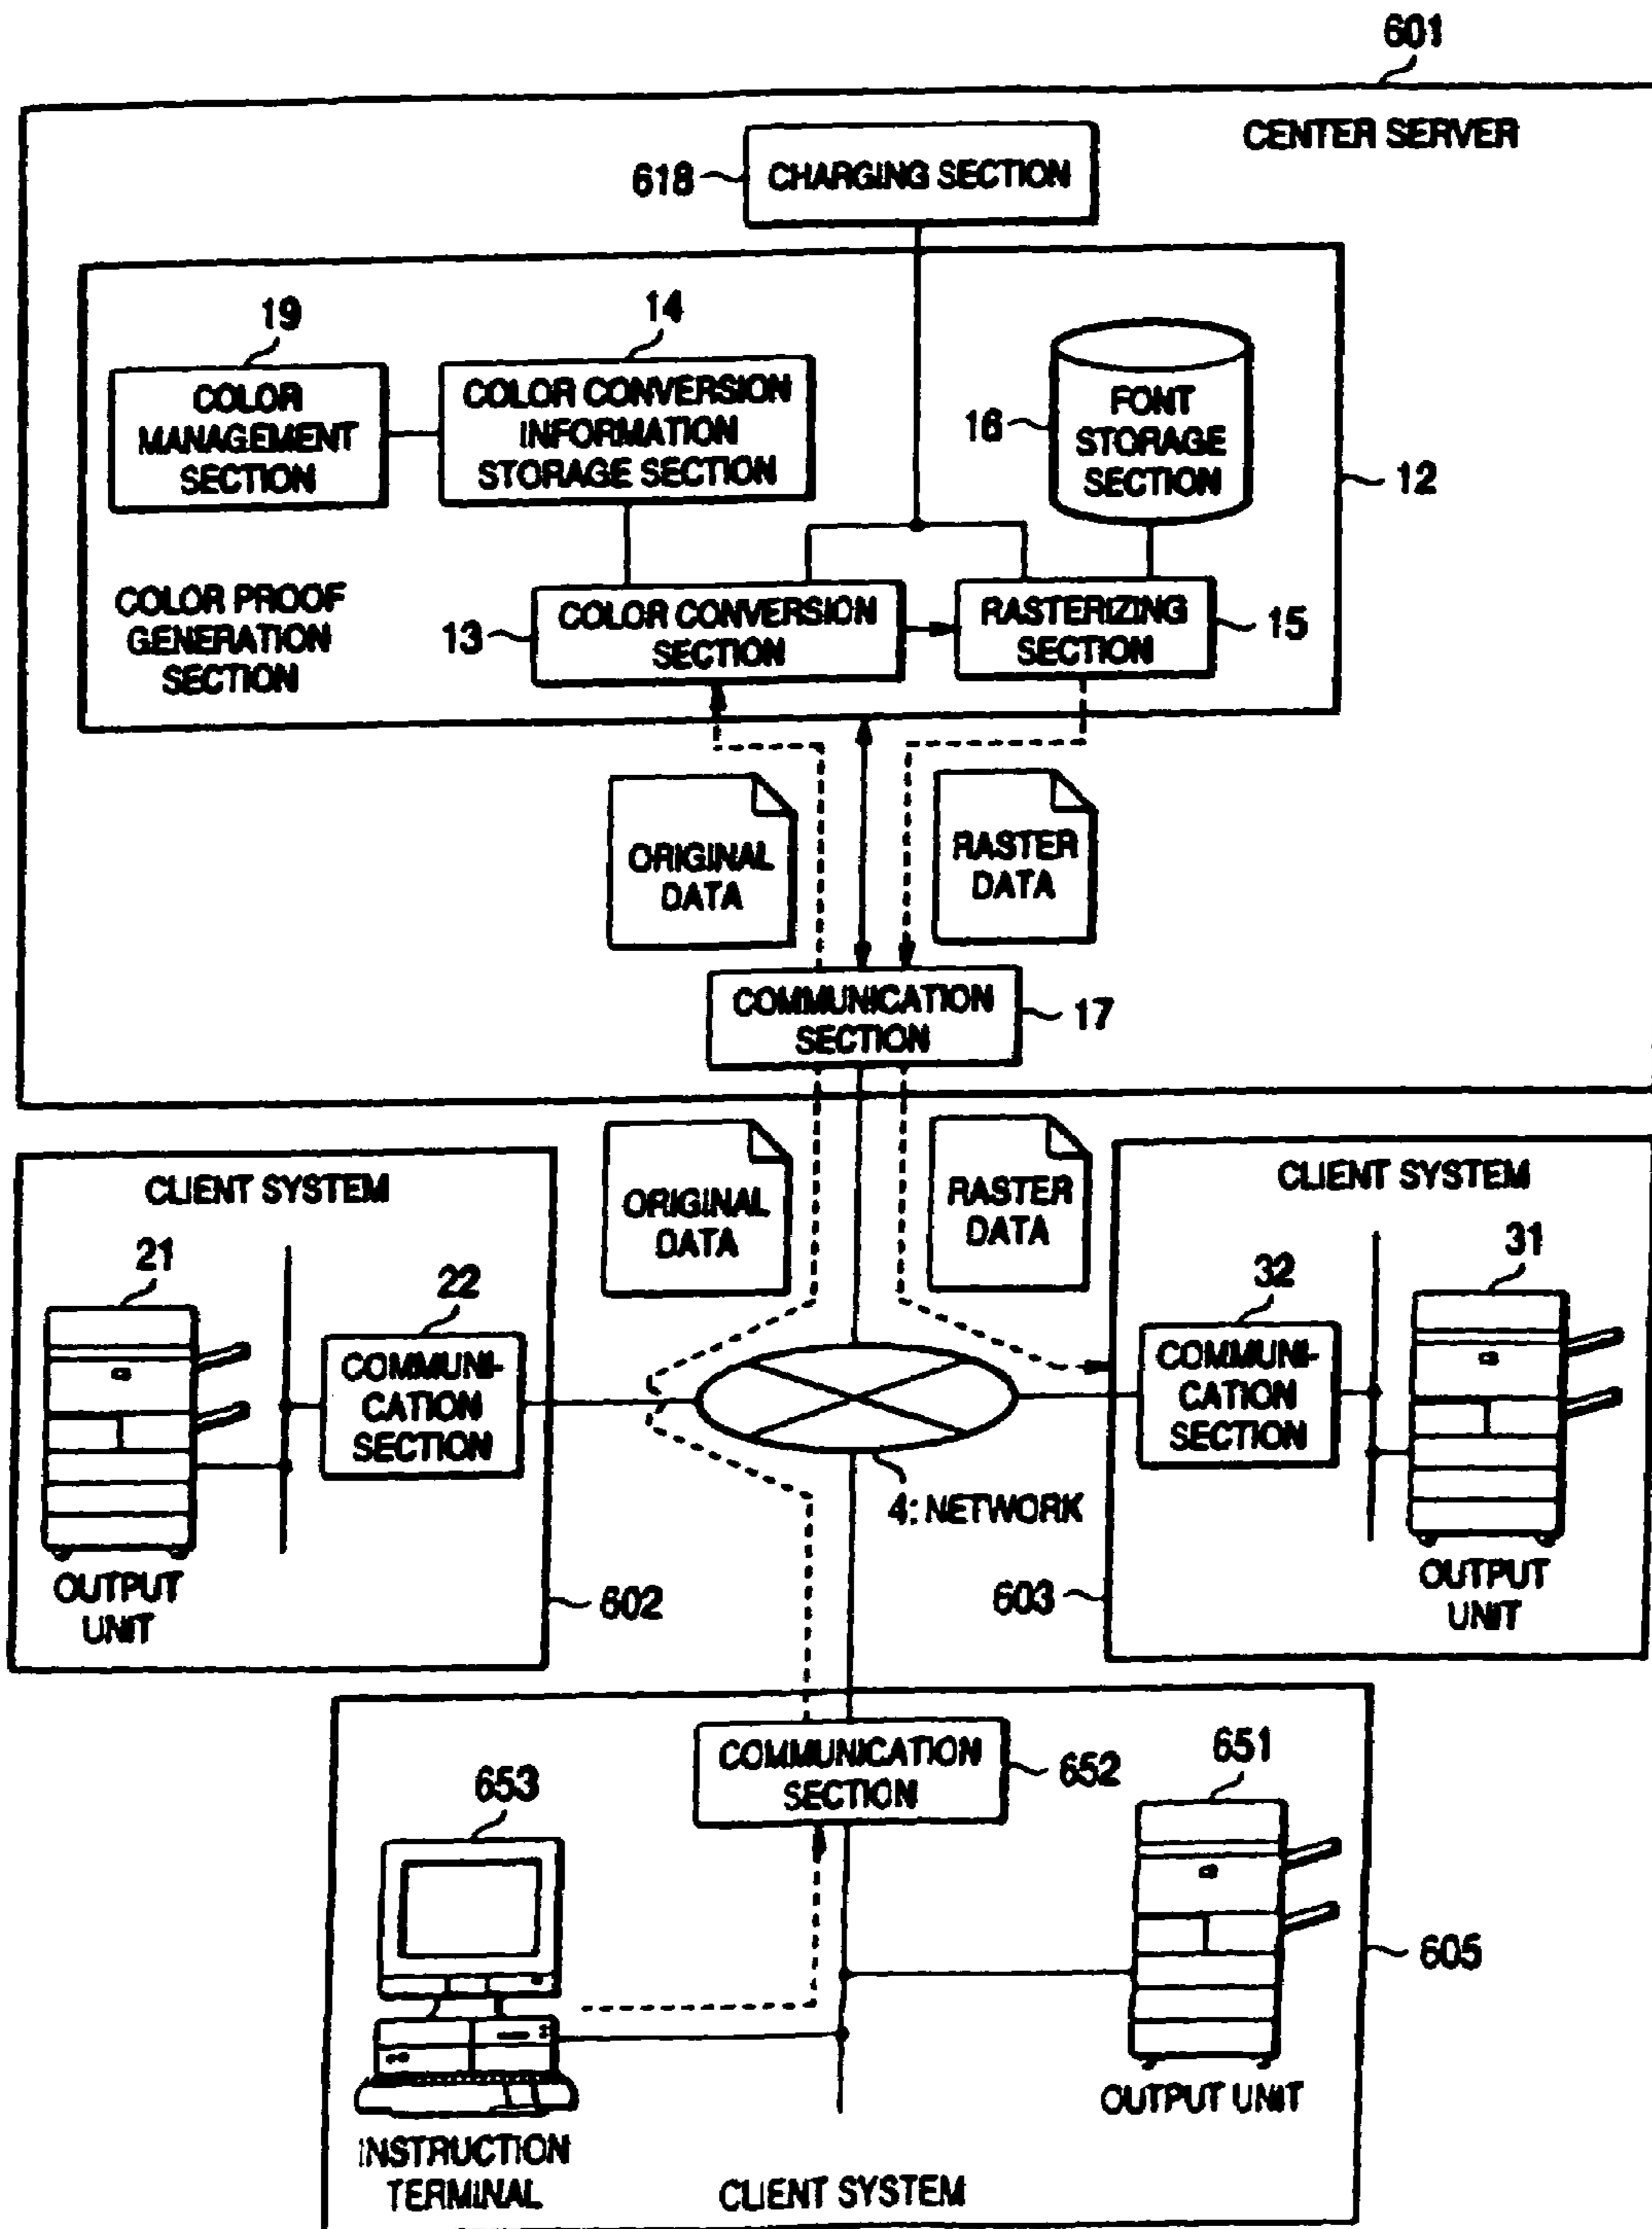 601
CENTER SERVER
618
CHARGING SECTION
19
14
COLOR
MANAGEMENT
SECTION
COLOR CONVERSION
INFORMATION
STORAGE SECTION
16
FONT
STORAGE
SECTION
12
COLOR PROOF
GENERATION
SECTION
13
COLOR CONVERSION
SECTION
RASTERIZING
SECTION
15
ORIGINAL
DATA
RASTER
DATA
COMMUNICATION
SECTION
17
CLIENT SYSTEM
ORIGINAL
DATA
RASTER
DATA
CLIENT SYSTEM
21
22
COMMUNI-
CATION
SECTION
OUTPUT
UNIT
602
4: NETWORK
32
31
COMMUNI-
CATION
SECTION
603
OUTPUT
UNIT
COMMUNICATION
SECTION
652
651
653
605
INSTRUCTION
TERMINAL
OUTPUT UNIT
CLIENT SYSTEM